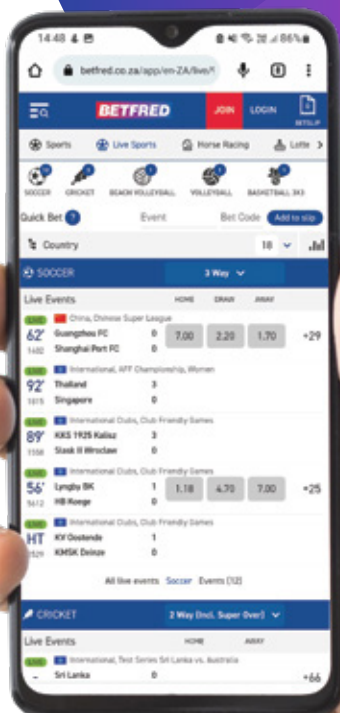 14:48
86%
betfred.co.za/app/en-ZA/live/
BETFRED JOIN LOGIN
BETSLIP
Sports Live Sports Horse Racing Lotto
SOCCER CRICKET BEACH VOLLEYBALL VOLLEYBALL BASKETBALL 3X3
Quick Bet ? Event Bet Code Add to slip
Country 18
SOCCER 3 Way
Live Events HOME DRAW AWAY
LIVE China, Chinese Super League
62' Guangzhou FC 0 7.00 2.20 1.70 +29
Shanghai Port FC 0
LIVE International, AFF Championship, Women
92' Thailand 3
1015 Singapore 0
LIVE International Clubs, Club Friendly Games
89' KKS 1925 Kalisz 3
Slask II Wroclaw 0
LIVE International Clubs, Club Friendly Games
56' Lyngby BK 1 1.18 4.70 7.00 +25
5612 HB Koege 0
LIVE International Clubs, Club Friendly Games
HT KV Oostende 1
2529 KMSK Deinze 0
All live events Soccer Events (12)
CRICKET 2 Way (Incl. Super Over)
Live Events HOME AWAY
LIVE International, Test Series Sri Lanka vs. Australia
- Sri Lanka 0 +66